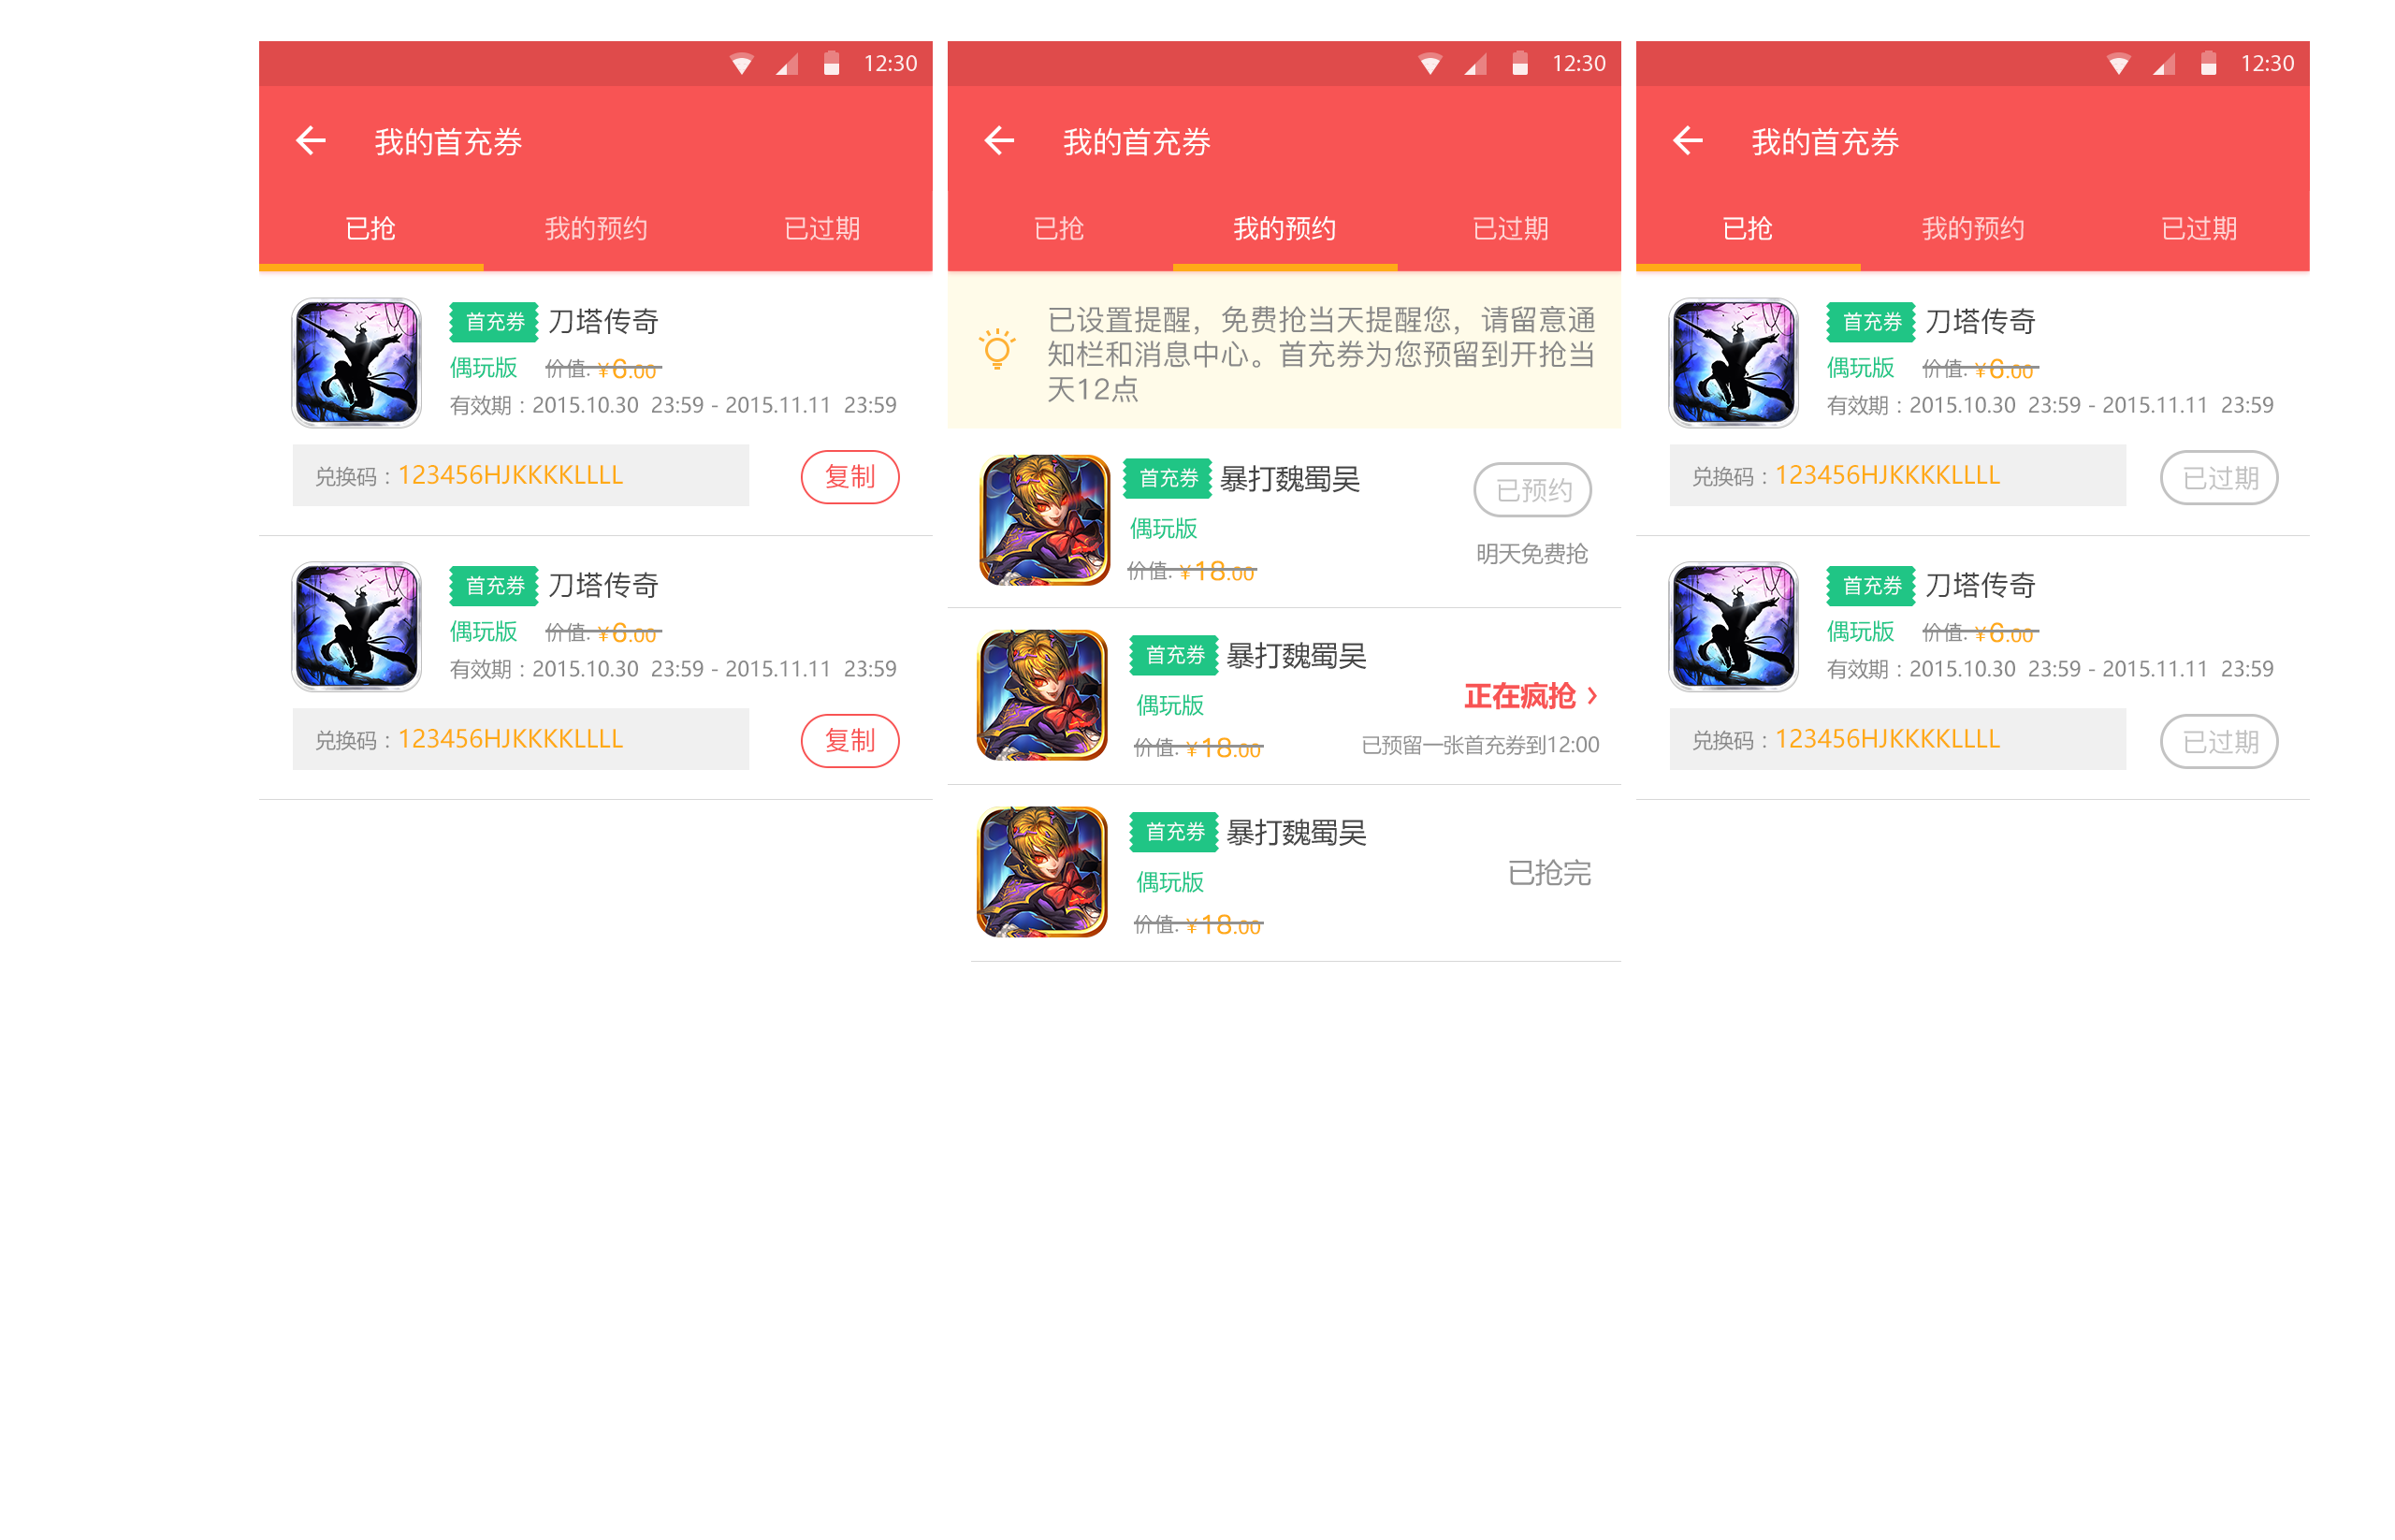 12:30
我的首充券
已抢 我的预约 已过期
首充券 刀塔传奇
偶玩版 价值: ¥6.00
有效期：2015.10.30 23:59 - 2015.11.11 23:59
兑换码：123456HJKKKKLLLL 复制
首充券 刀塔传奇
偶玩版 价值: ¥6.00
有效期：2015.10.30 23:59 - 2015.11.11 23:59
兑换码：123456HJKKKKLLLL 复制
12:30
我的首充券
已抢 我的预约 已过期
已设置提醒，免费抢当天提醒您，请留意通
知栏和消息中心。首充券为您预留到开抢当
天12点
首充券 暴打魏蜀吴 已预约
偶玩版 明天免费抢
价值: ¥18.00
首充券 暴打魏蜀吴
偶玩版 正在疯抢 ›
价值: ¥18.00 已预留一张首充券到12:00
首充券 暴打魏蜀吴
偶玩版 已抢完
价值: ¥18.00
12:30
我的首充券
已抢 我的预约 已过期
首充券 刀塔传奇
偶玩版 价值: ¥6.00
有效期：2015.10.30 23:59 - 2015.11.11 23:59
兑换码：123456HJKKKKLLLL 已过期
首充券 刀塔传奇
偶玩版 价值: ¥6.00
有效期：2015.10.30 23:59 - 2015.11.11 23:59
兑换码：123456HJKKKKLLLL 已过期